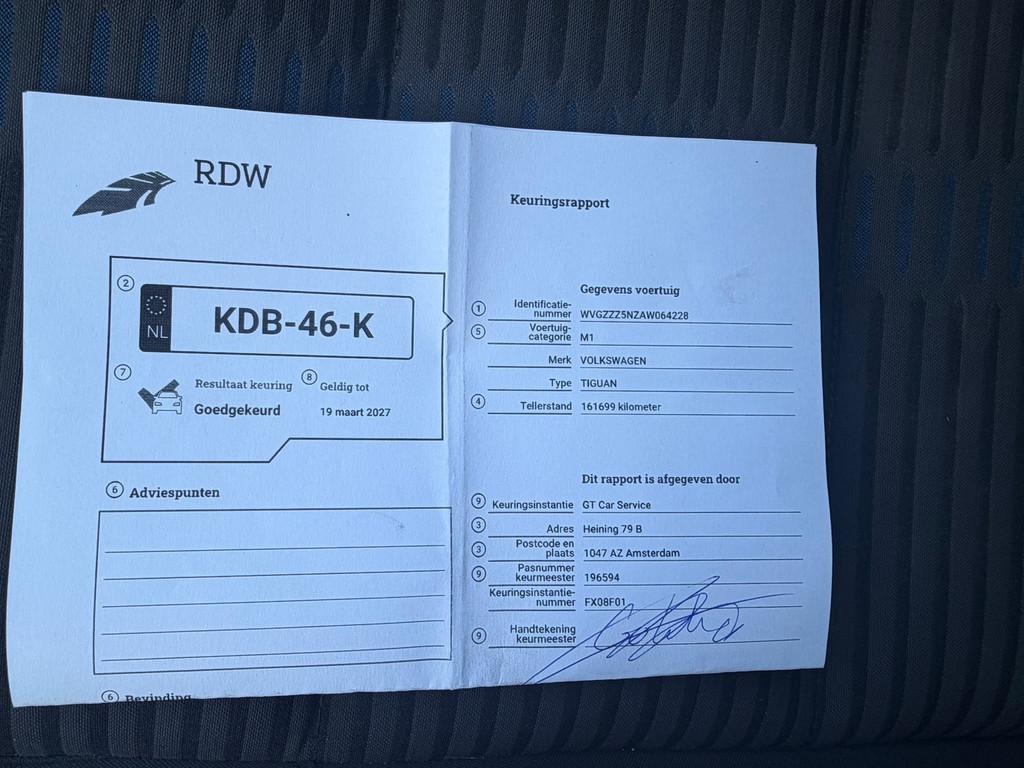 RDW
Keuringsrapport
2
NL
KDB-46-K
7
Resultaat keuring
Goedgekeurd
8
Geldig tot
19 maart 2027
6 Adviespunten
6 Bevinding
Gegevens voertuig
1 Identificatie-
nummer WVGZZZ5NZAW064228
5 Voertuig-
categorie M1
Merk VOLKSWAGEN
Type TIGUAN
4 Tellerstand 161699 kilometer
Dit rapport is afgegeven door
9 Keuringsinstantie GT Car Service
3 Adres Heining 79 B
3 Postcode en
plaats 1047 AZ Amsterdam
9 Pasnummer
keurmeester 196594
Keuringsinstantie-
nummer FX08F01
9 Handtekening
keurmeester